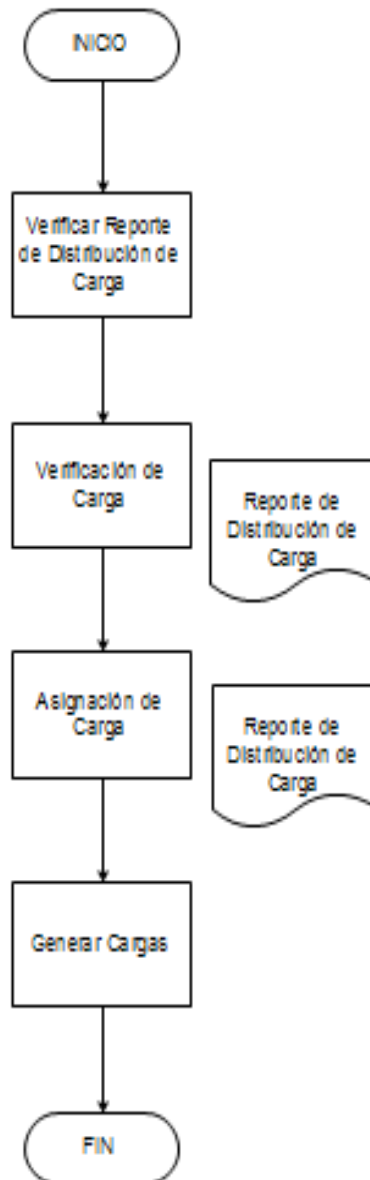 INICIO
Verificar Reporte
de Distribución de
Carga
Verificación de
Carga
Reporte de
Distribución de
Carga
Asignación de
Carga
Reporte de
Distribución de
Carga
Generar Cargas
FIN